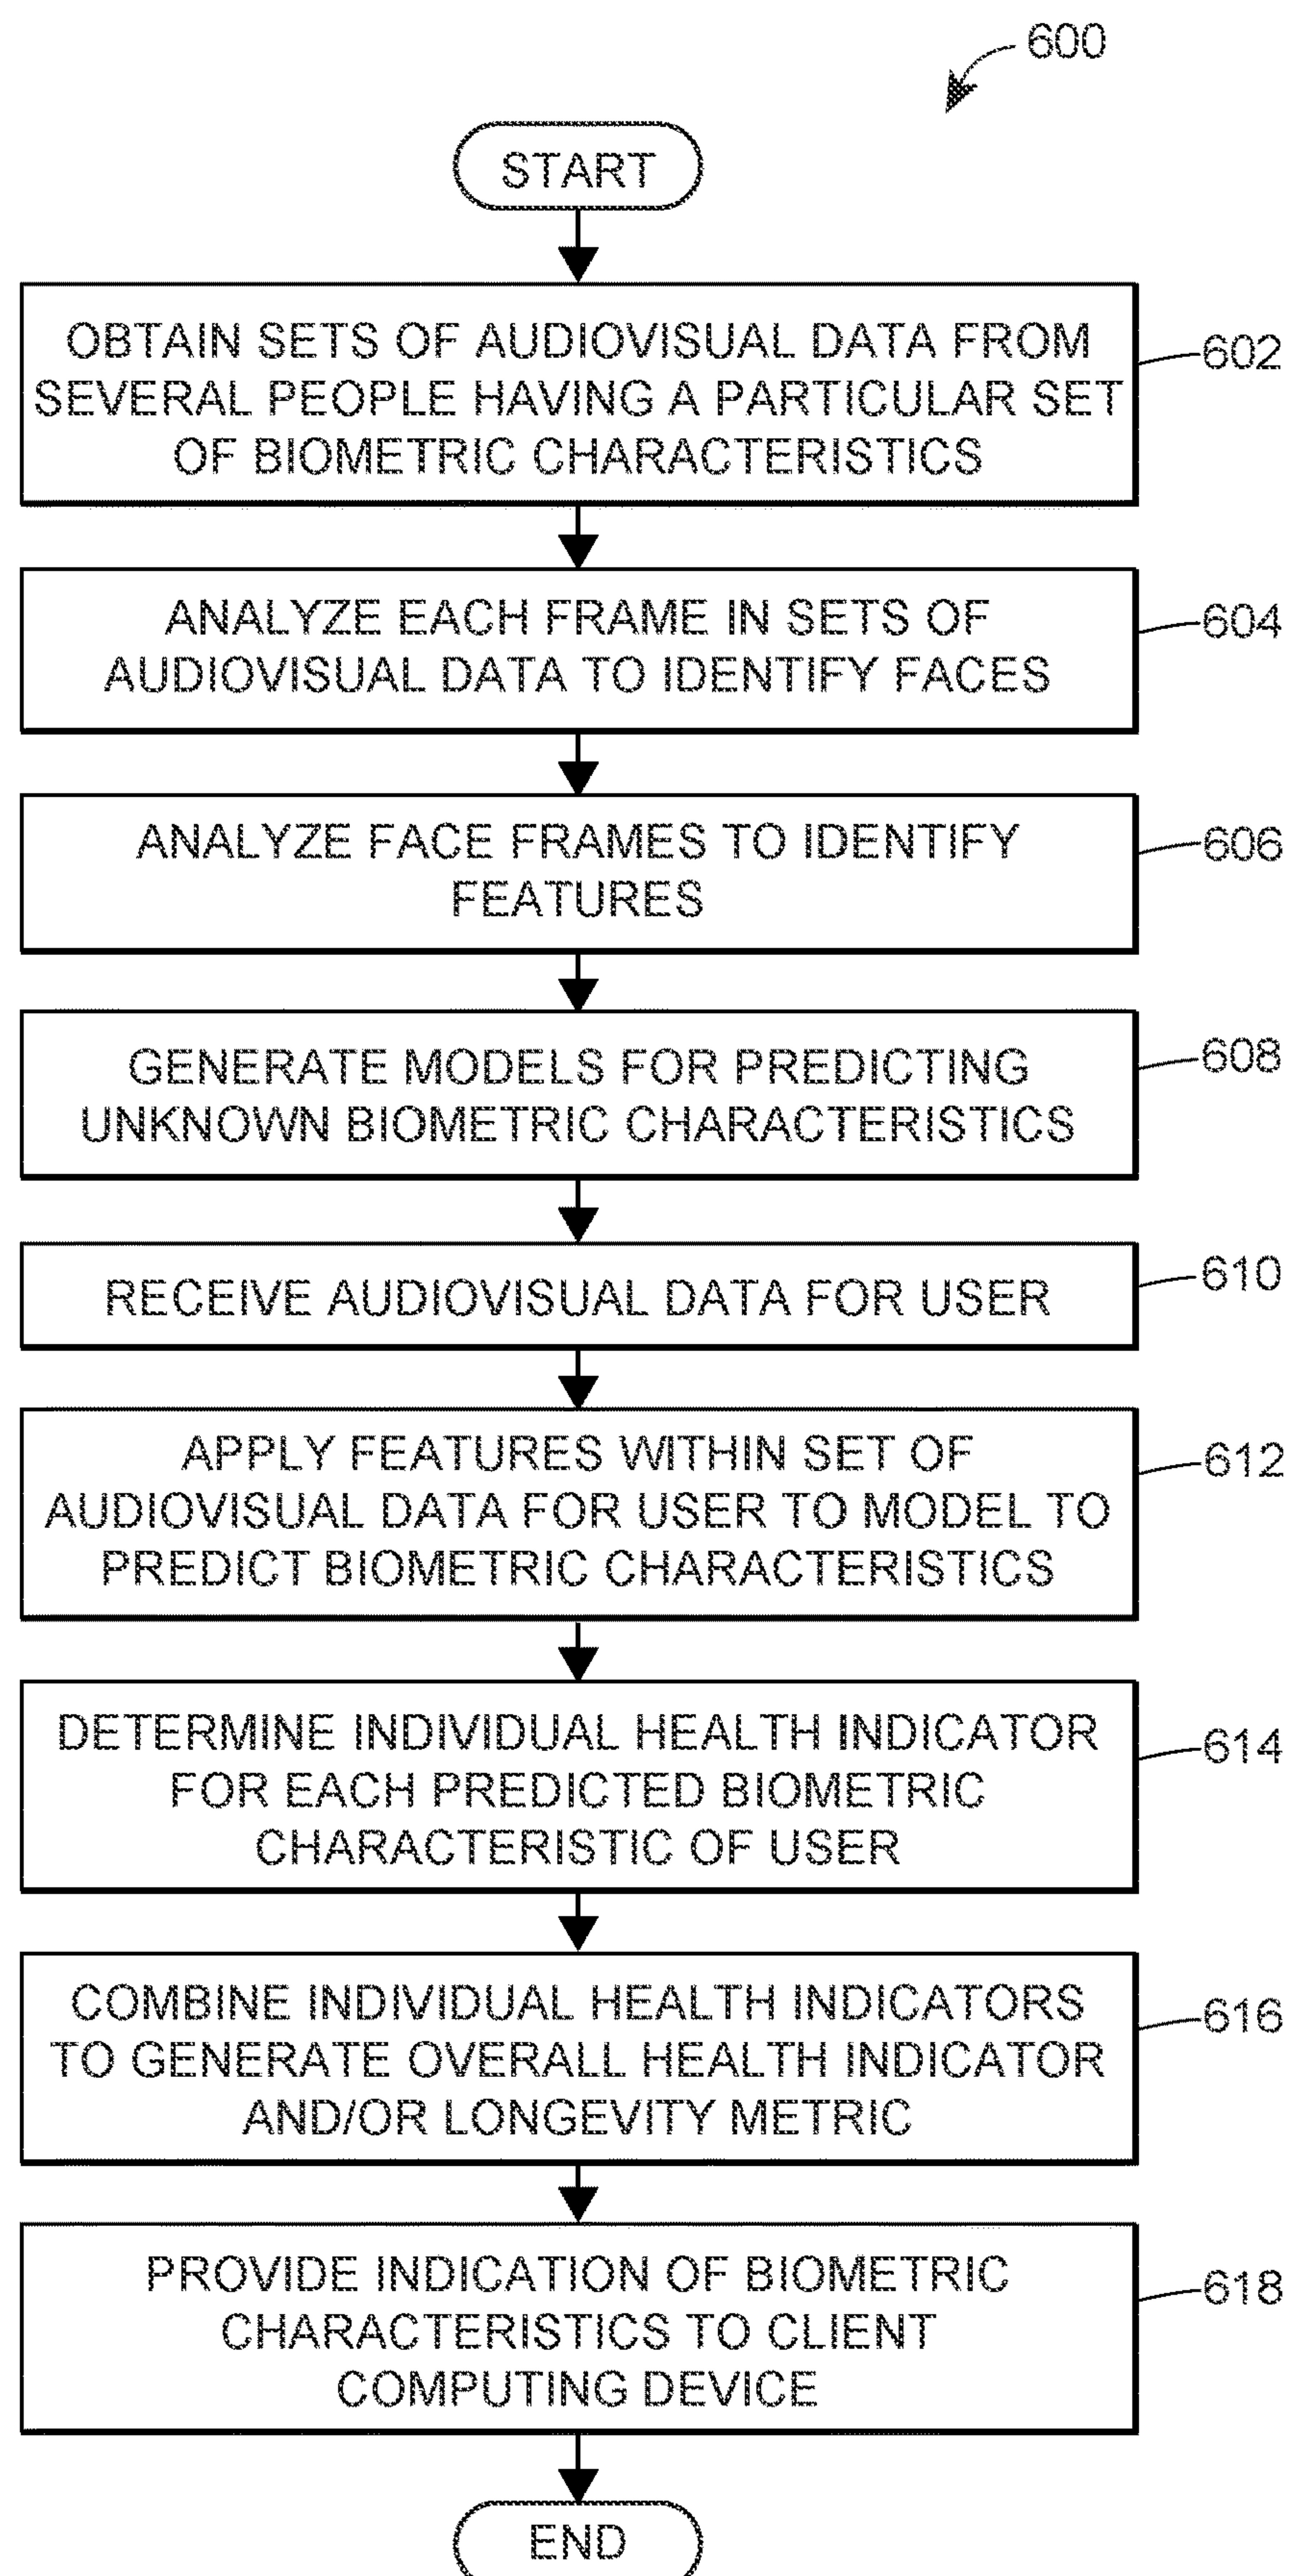 600
START
OBTAIN SETS OF AUDIOVISUAL DATA FROM
SEVERAL PEOPLE HAVING A PARTICULAR SET
OF BIOMETRIC CHARACTERISTICS
602
ANALYZE EACH FRAME IN SETS OF
AUDIOVISUAL DATA TO IDENTIFY FACES
604
ANALYZE FACE FRAMES TO IDENTIFY
FEATURES
606
GENERATE MODELS FOR PREDICTING
UNKNOWN BIOMETRIC CHARACTERISTICS
608
RECEIVE AUDIOVISUAL DATA FOR USER
610
APPLY FEATURES WITHIN SET OF
AUDIOVISUAL DATA FOR USER TO MODEL TO
PREDICT BIOMETRIC CHARACTERISTICS
612
DETERMINE INDIVIDUAL HEALTH INDICATOR
FOR EACH PREDICTED BIOMETRIC
CHARACTERISTIC OF USER
614
COMBINE INDIVIDUAL HEALTH INDICATORS
TO GENERATE OVERALL HEALTH INDICATOR
AND/OR LONGEVITY METRIC
616
PROVIDE INDICATION OF BIOMETRIC
CHARACTERISTICS TO CLIENT
COMPUTING DEVICE
618
END